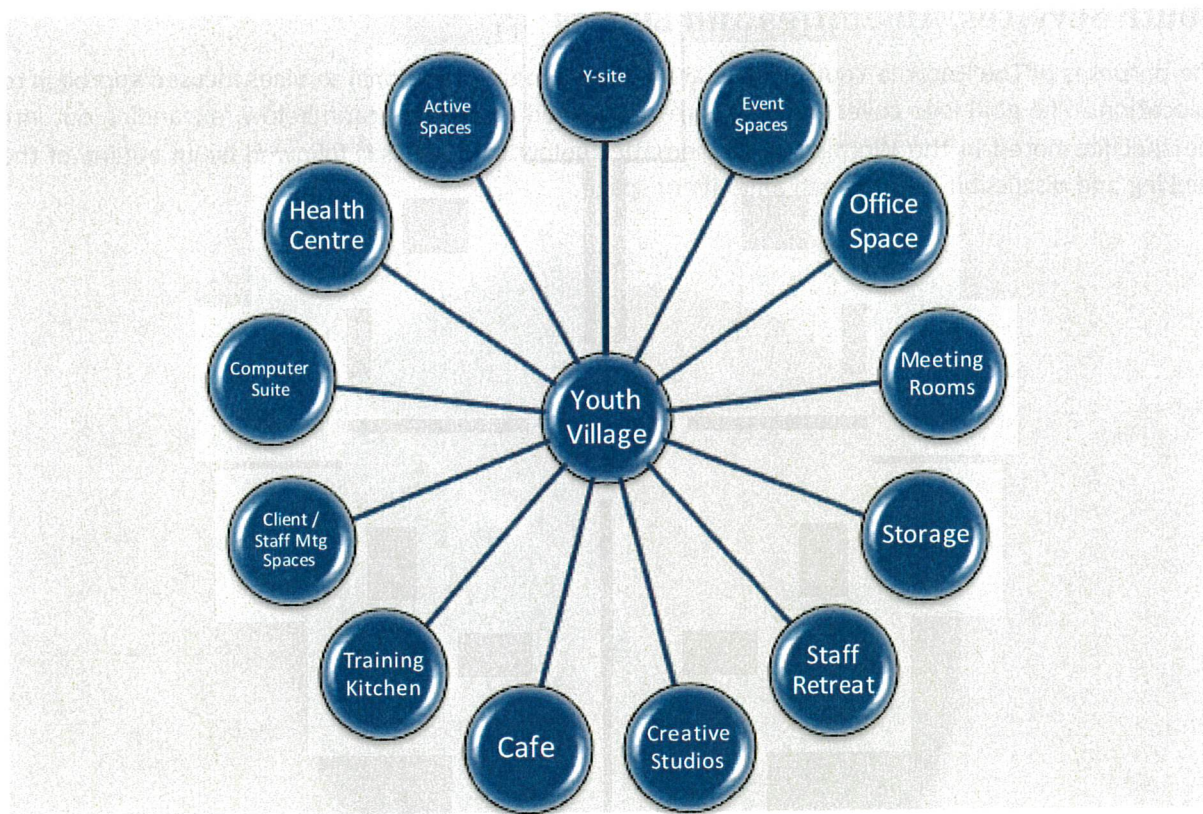 Y-site
Event
Spaces
Office
Space
Meeting
Rooms
Storage
Staff
Retreat
Creative
Studios
Cafe
Training
Kitchen
Client /
Staff Mtg
Spaces
Computer
Suite
Health
Centre
Active
Spaces
Youth
Village